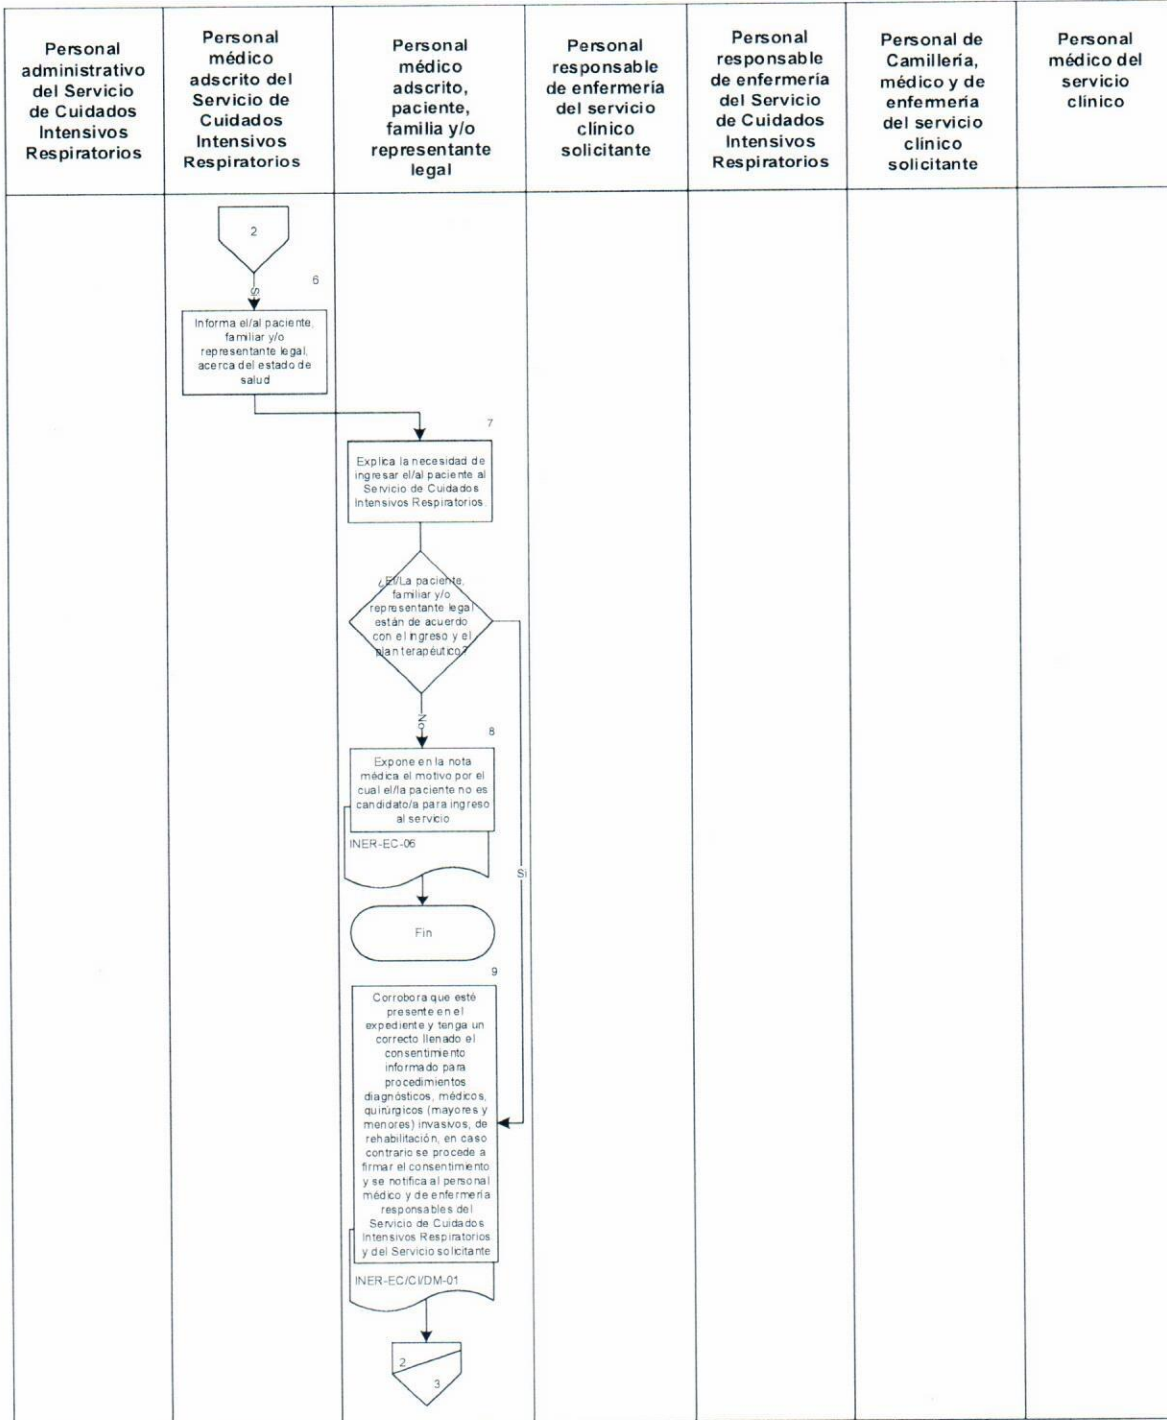 Personal
administrativo
del Servicio
de Cuidados
Intensivos
Respiratorios
Personal
médico
adscrito del
Servicio de
Cuidados
Intensivos
Respiratorios
Personal
médico
adscrito,
paciente,
familia y/o
representante
legal
Personal
responsable
de enfermería
del servicio
clínico
solicitante
Personal
responsable
de enfermería
del Servicio
de Cuidados
Intensivos
Respiratorios
Personal de
Camillería,
médico y de
enfermería
del servicio
clínico
solicitante
Personal
médico del
servicio
clínico
2
Si
6
Informa el/al paciente,
familiar y/o
representante legal,
acerca del estado de
salud
7
Explica la necesidad de
ingresar el/al paciente al
Servicio de Cuidados
Intensivos Respiratorios.
¿El/La paciente,
familiar y/o
representante legal
están de acuerdo
con el ingreso y el
plan terapéutico?
No
8
Expone en la nota
médica el motivo por el
cual el/la paciente no es
candidato/a para ingreso
al servicio
INER-EC-06
Si
Fin
9
Corrobora que esté
presente en el
expediente y tenga un
correcto llenado el
consentimiento
informado para
procedimientos
diagnósticos, médicos,
quirúrgicos (mayores y
menores) invasivos, de
rehabilitación, en caso
contrario se procede a
firmar el consentimiento
y se notifica al personal
médico y de enfermería
responsables del
Servicio de Cuidados
Intensivos Respiratorios
y del Servicio solicitante
INER-EC/CI/DM-01
2
3